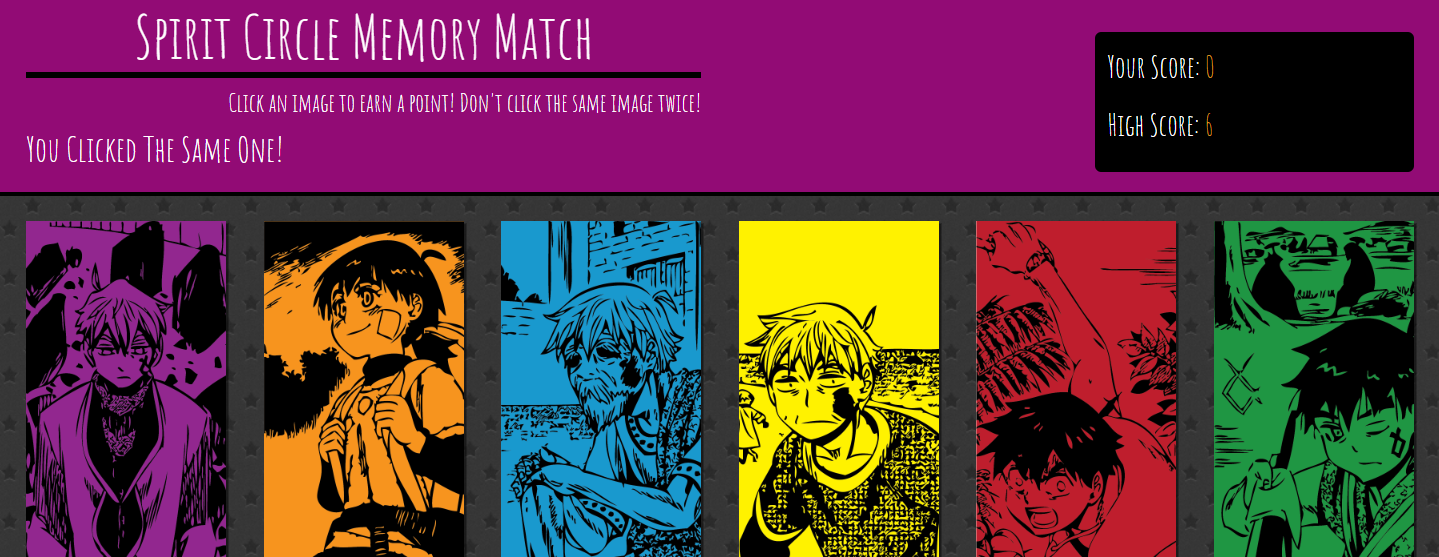 Spirit Circle Memory Match
Click an image to earn a point! Don't click the same image twice!
You Clicked The Same One!
Your Score: 0
High Score: 6